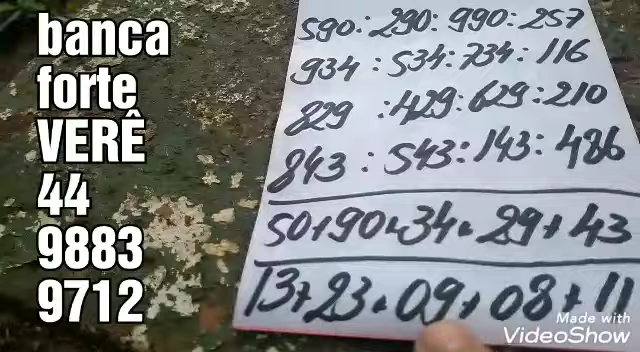 banca
forte
VERÊ
44
9883
9712
590: 290: 990: 257
934 : 534: 734: 116
829 : 429: 629: 210
843 : 543: 143: 486
50+90+34+29+43
13+23+09+08+11
Made with
VideoShow